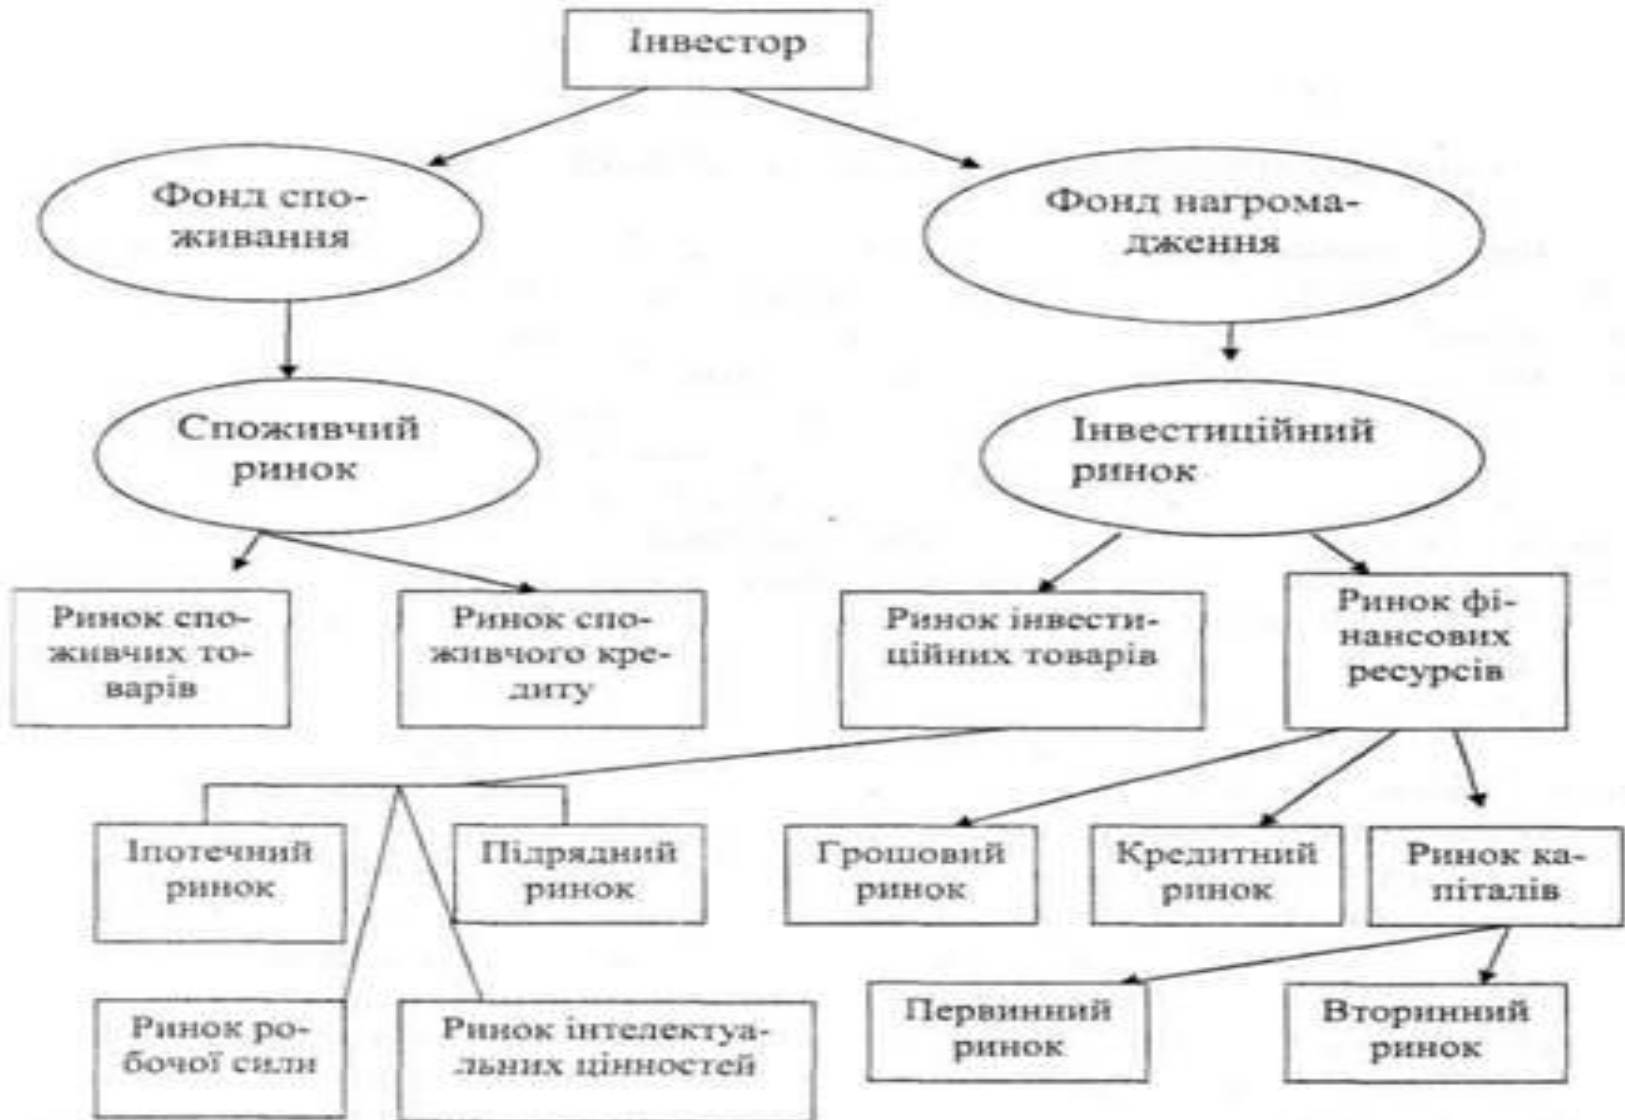 Інвестор
Фонд спо-
живання
Фонд нагрома-
дження
Споживчий
ринок
Інвестиційний
ринок
Ринок спо-
живчих то-
варів
Ринок спо-
живчого кре-
диту
Ринок інвести-
ційних товарів
Ринок фі-
нансових
ресурсів
Іпотечний
ринок
Підрядний
ринок
Грошовий
ринок
Кредитний
ринок
Ринок ка-
піталів
Ринок ро-
бочої сили
Ринок інтелектуа-
льних цінностей
Первинний
ринок
Вторинний
ринок